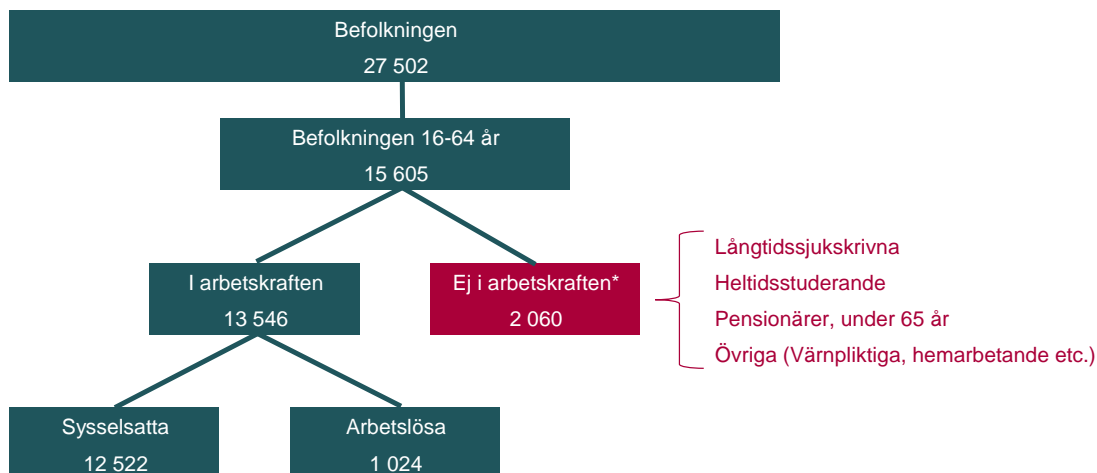 Befolkningen
27 502
Befolkningen 16-64 år
15 605
I arbetskraften
13 546
Ej i arbetskraften*
2 060
Långtidssjukskrivna
Heltidsstuderande
Pensionärer, under 65 år
Övriga (Värnpliktiga, hemarbetande etc.)
Sysselsatta
12 522
Arbetslösa
1 024